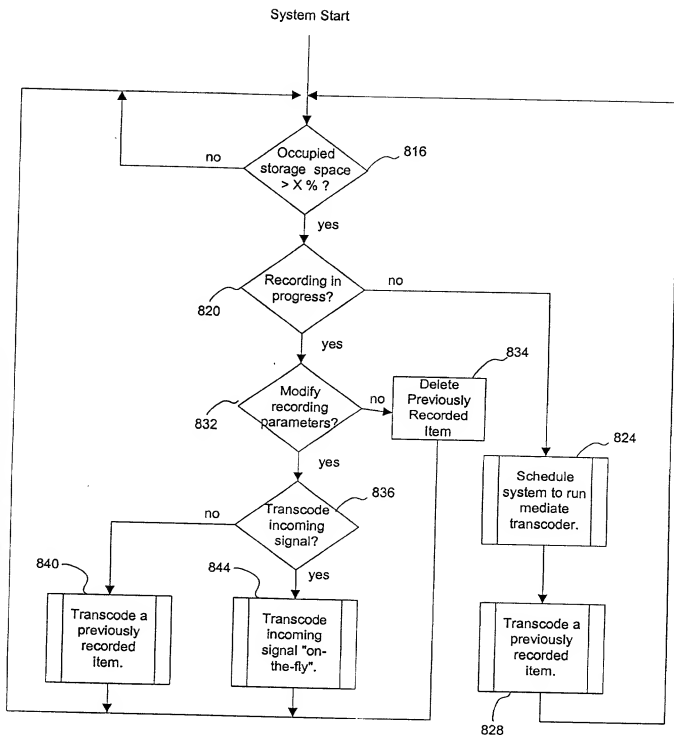 System Start
Occupied
storage space
> X % ?
816
no
yes
Recording in
progress?
820
no
yes
Modify
recording
parameters?
832
no
Delete
Previously
Recorded
Item
834
yes
Schedule
system to run
mediate
transcoder.
824
Transcode
incoming
signal?
836
no
yes
840
Transcode a
previously
recorded
item.
844
Transcode
incoming
signal "on-
the-fly".
Transcode a
previously
recorded
item.
828